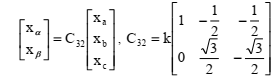 [x_α; x_β] = C_32 [x_a; x_b; x_c], C_32 = k [1 -1/2 -1/2; 0 √3/2 -√3/2]